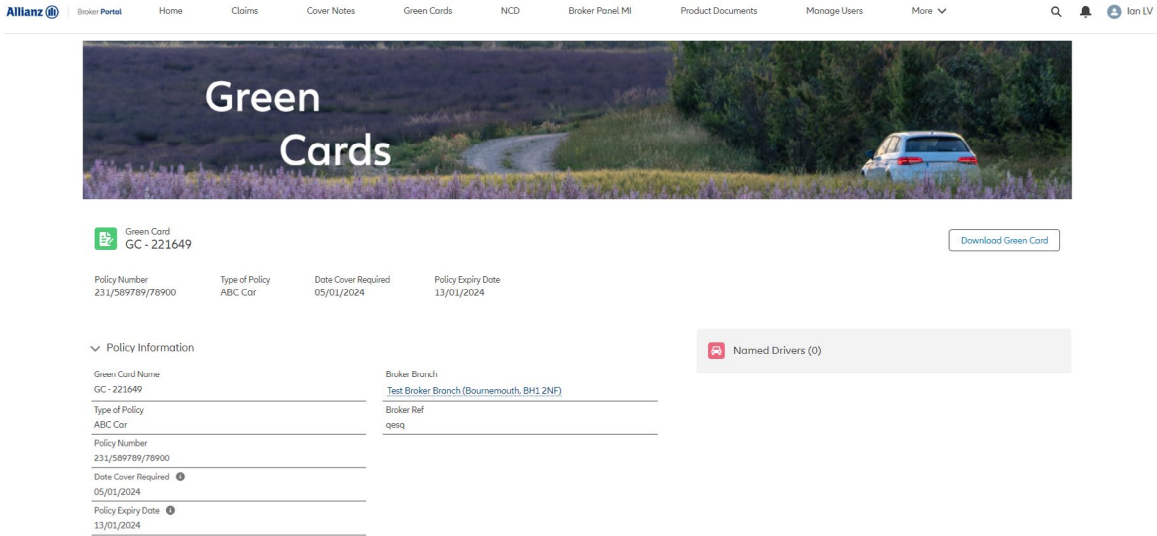 Allianz Broker Portal Home Claims Cover Notes Green Cards NCD Broker Panel MI Product Documents Manage Users More Ian LV
Green
Cards
Green Card
GC - 221649
Download Green Card
Policy Number Type of Policy Date Cover Required Policy Expiry Date
231/589789/78900 ABC Car 05/01/2024 13/01/2024
Policy Information
Named Drivers (0)
Green Card Name Broker Branch
GC - 221649 Test Broker Branch (Bournemouth, BH1 2NF)
Type of Policy Broker Ref
ABC Car qesq
Policy Number
231/589789/78900
Date Cover Required
05/01/2024
Policy Expiry Date
13/01/2024